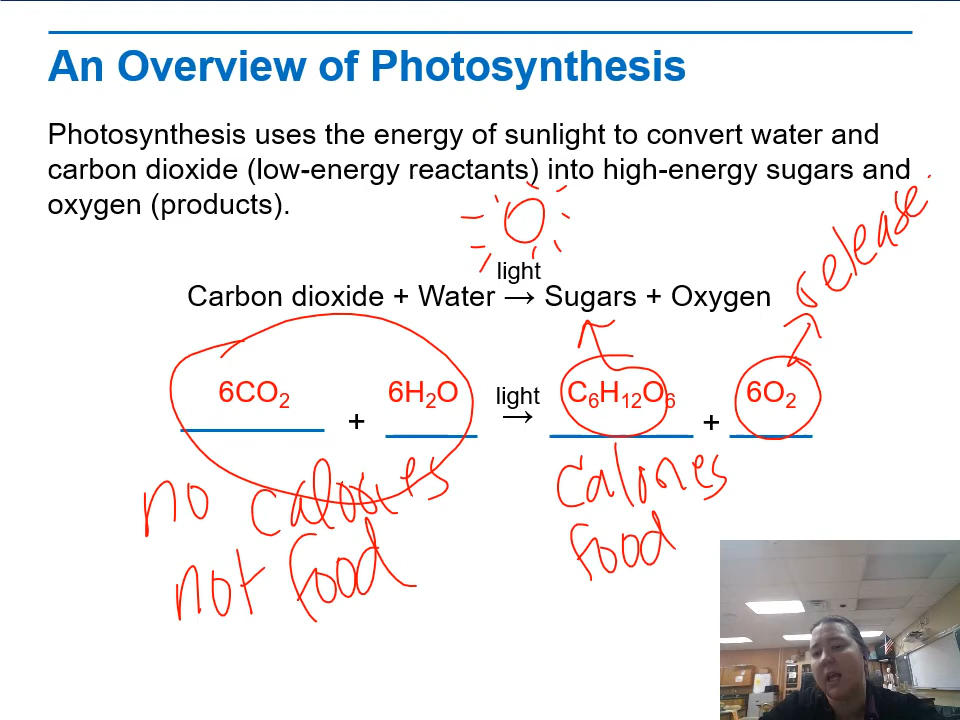 An Overview of Photosynthesis
Photosynthesis uses the energy of sunlight to convert water and
carbon dioxide (low-energy reactants) into high-energy sugars and
oxygen (products).
release
light
Carbon dioxide + Water → Sugars + Oxygen
6CO₂ + 6H₂O light → C₆H₁₂O₆ + 6O₂
no calories calories
not food food